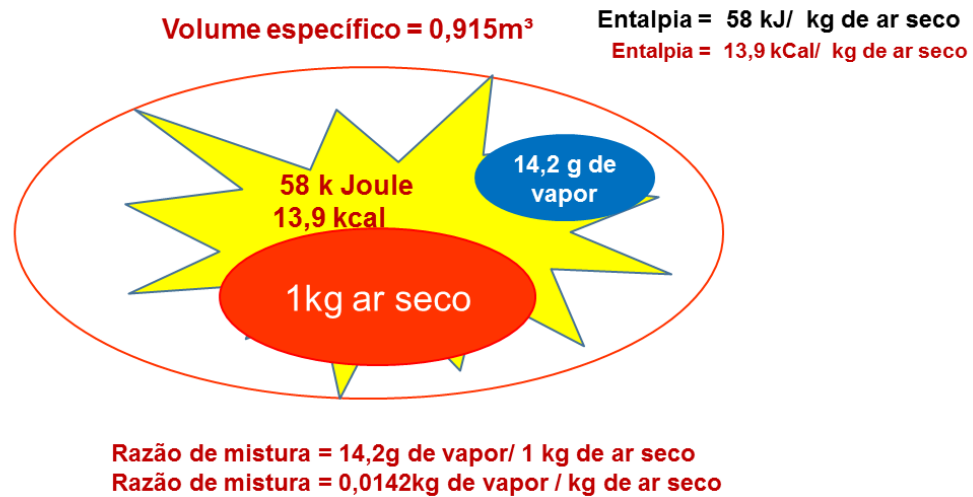 Volume específico = 0,915m³
Entalpia = 58 kJ/ kg de ar seco
Entalpia = 13,9 kCal/ kg de ar seco
14,2 g de
vapor
58 k Joule
13,9 kcal
1kg ar seco
Razão de mistura = 14,2g de vapor/ 1 kg de ar seco
Razão de mistura = 0,0142kg de vapor / kg de ar seco